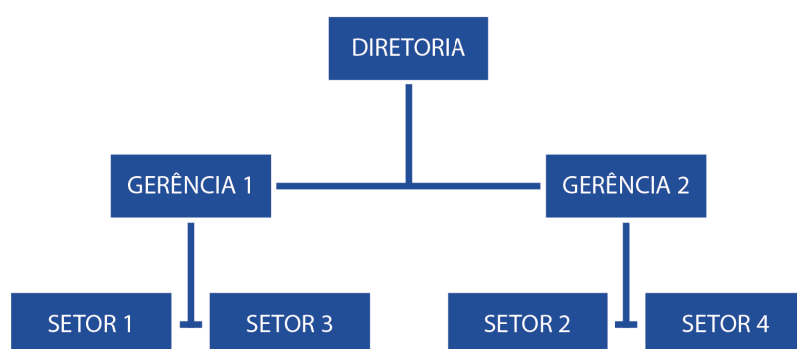 DIRETORIA
GERÊNCIA 1
GERÊNCIA 2
SETOR 1
SETOR 3
SETOR 2
SETOR 4